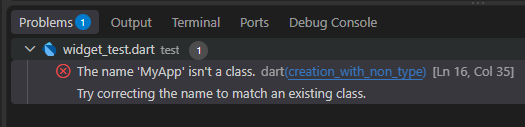 Problems 1 Output Terminal Ports Debug Console
widget_test.dart test 1
The name 'MyApp' isn't a class. dart(creation_with_non_type) [Ln 16, Col 35]
Try correcting the name to match an existing class.